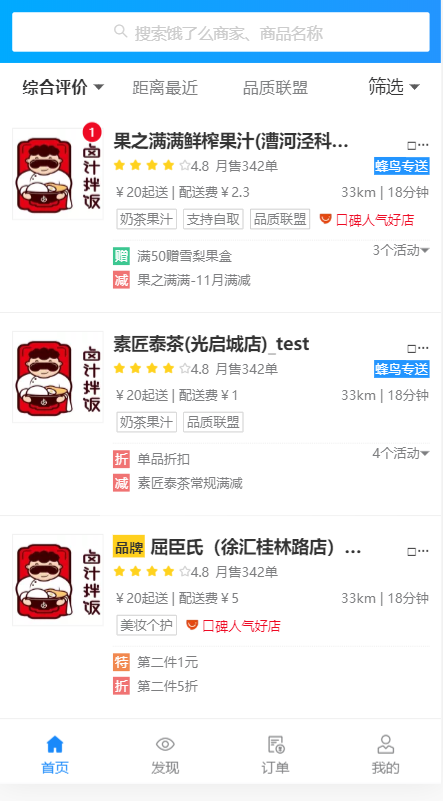 搜索饿了么商家、商品名称
综合评价 距离最近 品质联盟 筛选
1
卤汁拌饭
果之满满鲜榨果汁(漕河泾科...
4.8 月售342单 蜂鸟专送
￥20起送 | 配送费￥2.3 33km | 18分钟
奶茶果汁 支持自取 品质联盟 口碑人气好店
赠 满50赠雪梨果盒 3个活动
减 果之满满-11月满减
卤汁拌饭
素匠泰茶(光启城店)_test
4.8 月售342单 蜂鸟专送
￥20起送 | 配送费￥1 33km | 18分钟
奶茶果汁 品质联盟
折 单品折扣 4个活动
减 素匠泰茶常规满减
卤汁拌饭
品牌 屈臣氏（徐汇桂林路店）...
4.8 月售342单
￥20起送 | 配送费￥5 33km | 18分钟
美妆个护 口碑人气好店
特 第二件1元
折 第二件5折
首页 发现 订单 我的